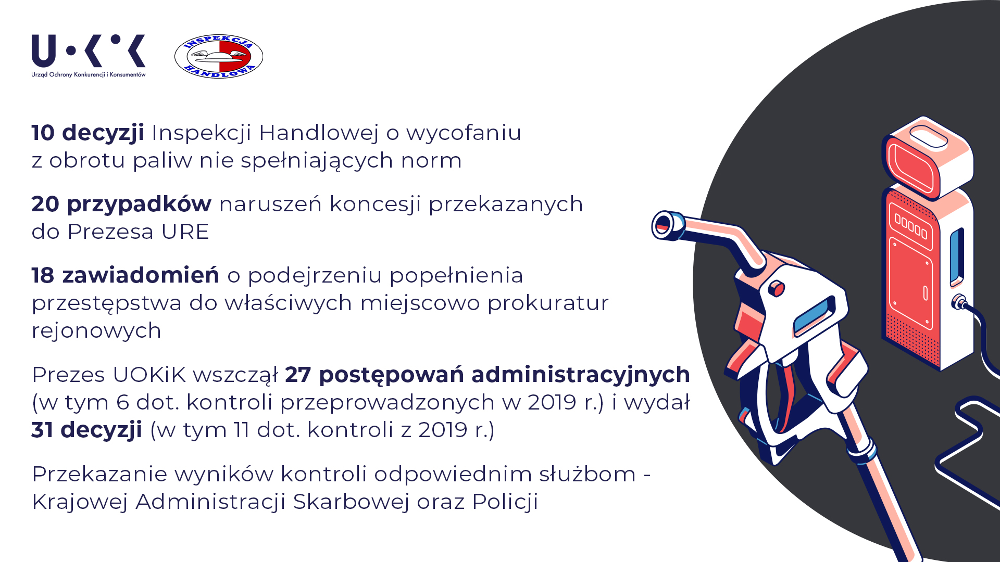 UOKiK
Urząd Ochrony Konkurencji i Konsumentów
INSPEKCJA
HANDLOWA
10 decyzji Inspekcji Handlowej o wycofaniu
z obrotu paliw nie spełniających norm
20 przypadków naruszeń koncesji przekazanych
do Prezesa URE
18 zawiadomień o podejrzeniu popełnienia
przestępstwa do właściwych miejscowo prokuratur
rejonowych
Prezes UOKiK wszczął 27 postępowań administracyjnych
(w tym 6 dot. kontroli przeprowadzonych w 2019 r.) i wydał
31 decyzji (w tym 11 dot. kontroli z 2019 r.)
Przekazanie wyników kontroli odpowiednim służbom -
Krajowej Administracji Skarbowej oraz Policji